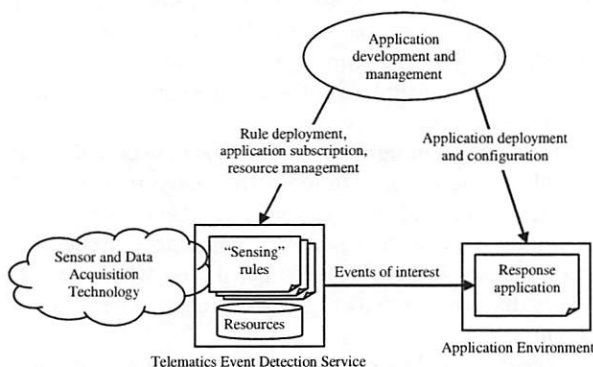 Application
development and
management
Rule deployment,
application subscription,
resource management
Application deployment
and configuration
Sensor and Data
Acquisition
Technology
“Sensing”
rules
Resources
Events of interest
Response
application
Telematics Event Detection Service
Application Environment